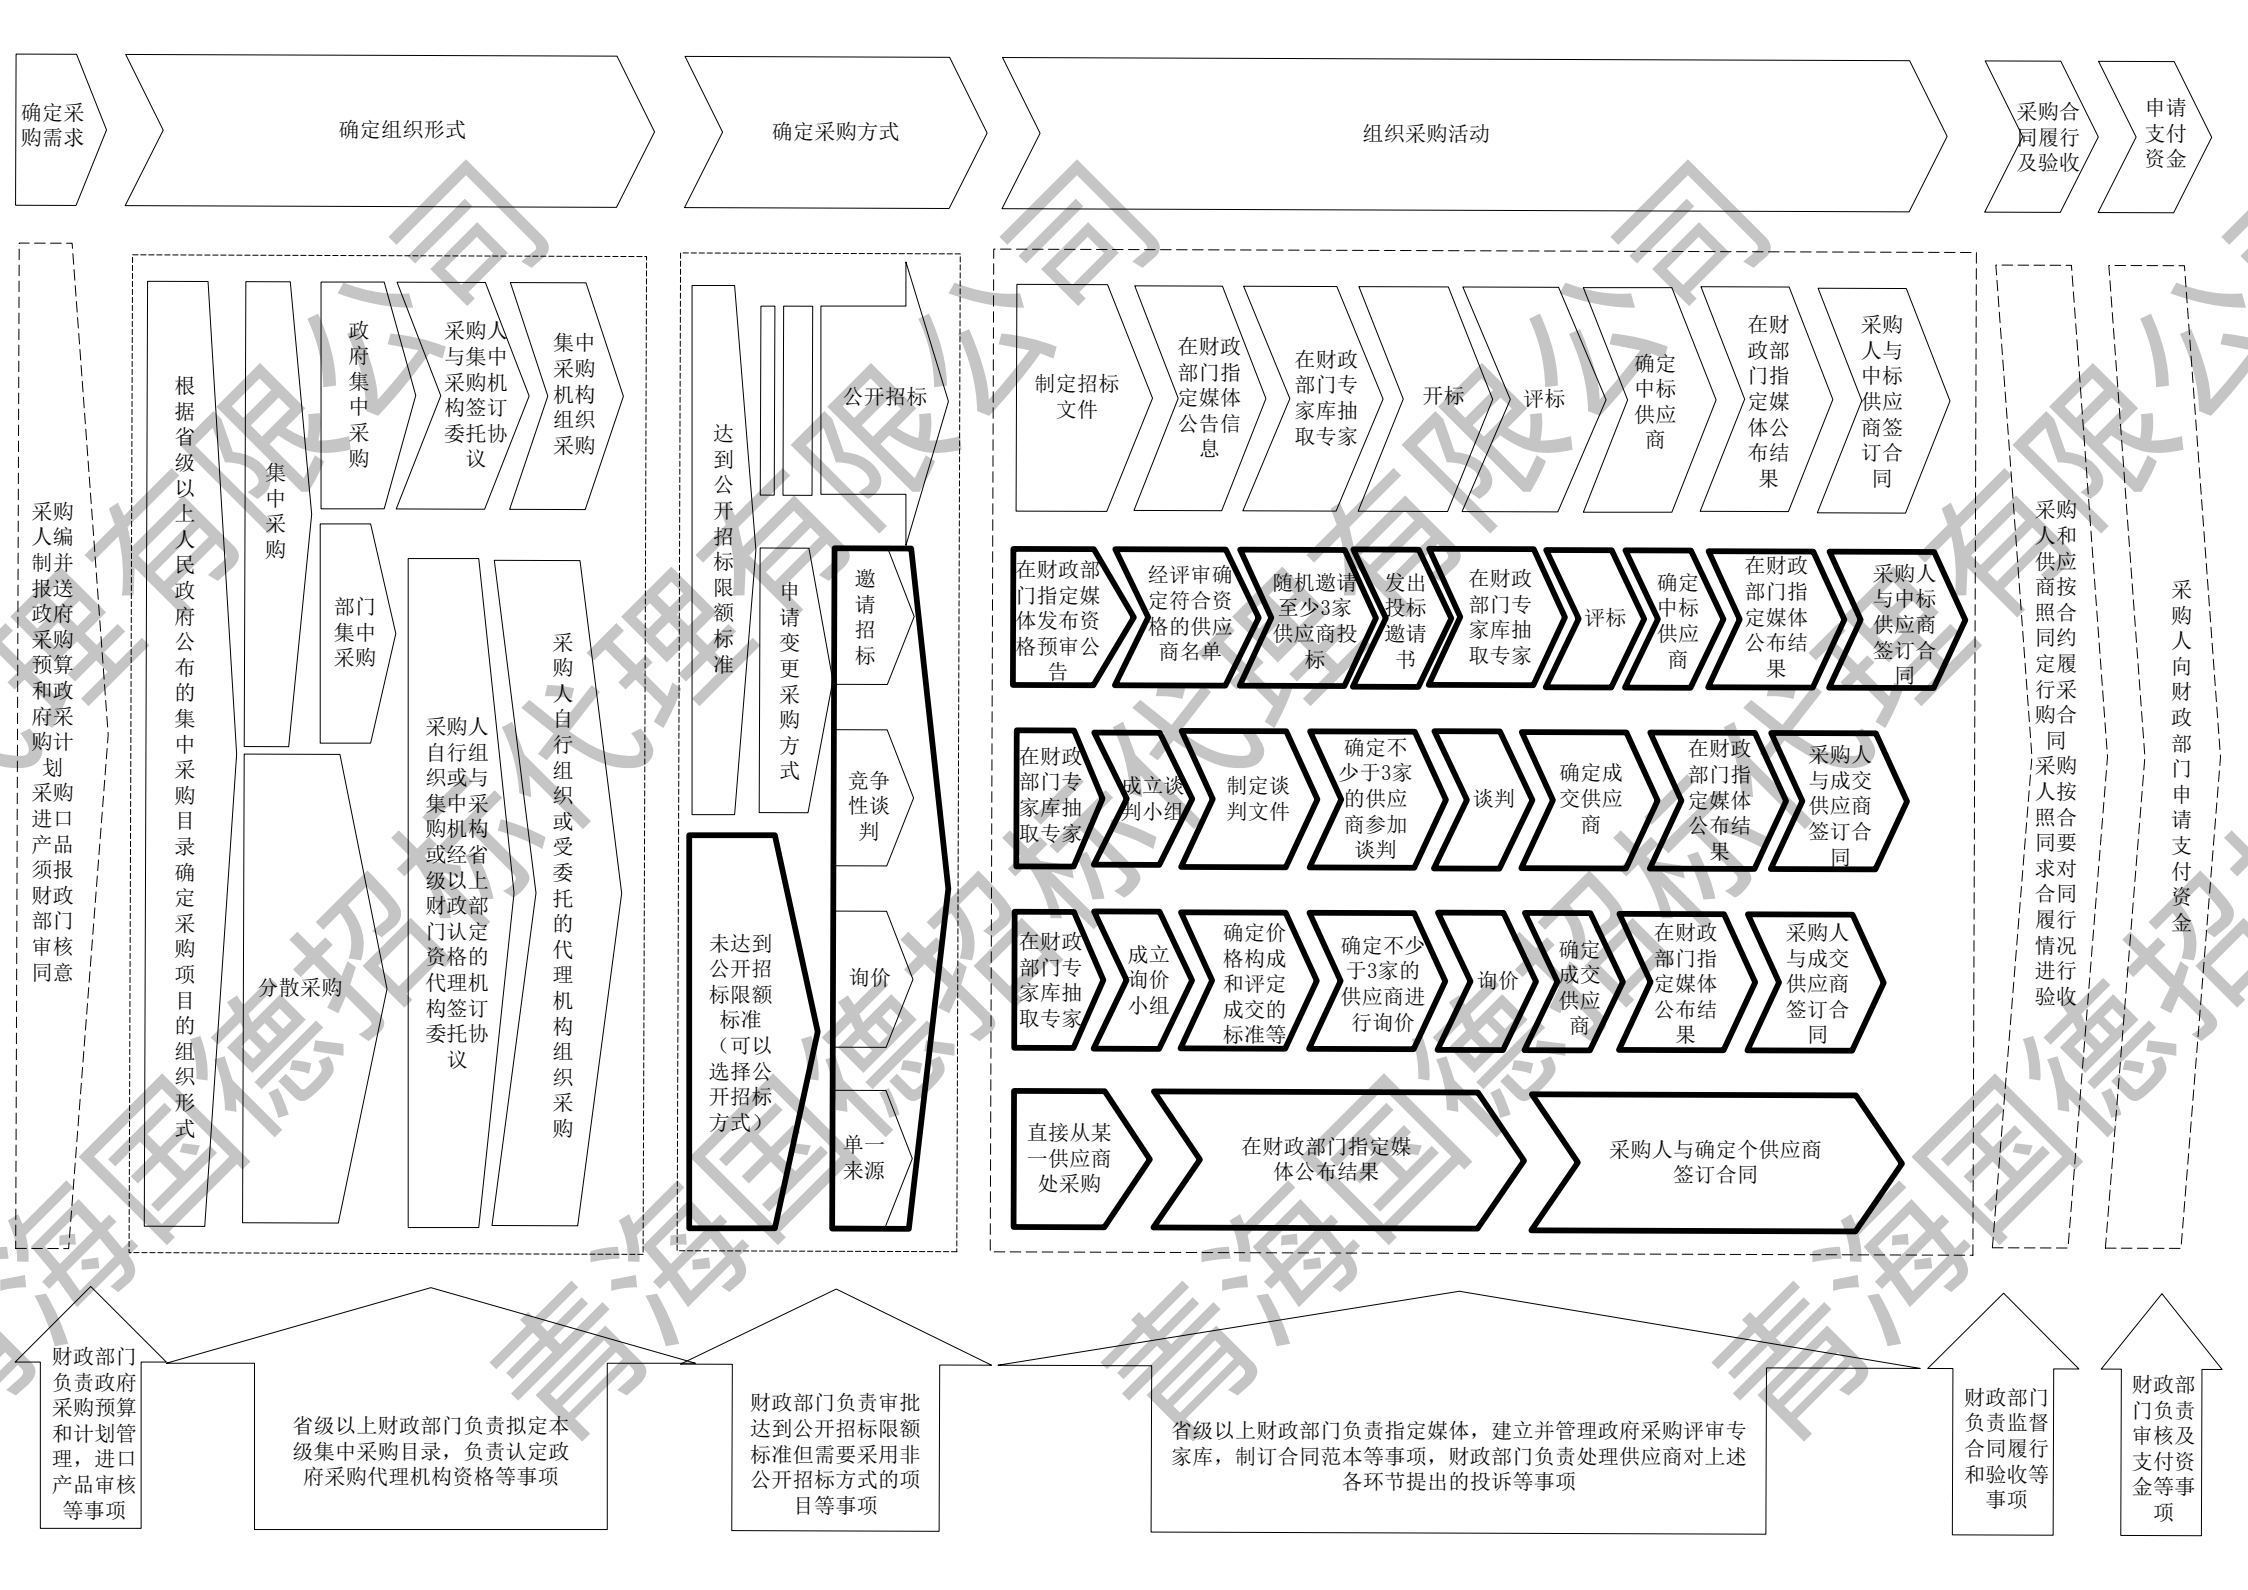 确定采
购需求
确定组织形式
确定采购方式
组织采购活动
采购合
同履行
及验收
申请
支付
资金
采购
人编
制并
报送
政府
采购
预算
和政
府采
购计
划
采购
进口
产品
须报
财政
部门
审核
同意
根据省级以上人民政府公布的集中采购目录确定采购项目的组织形式
集中采购
政府集中采购
采购人
与集中
采购机
构签订
委托协
议
集中
采购
机构
组织
采购
部门
集中
采购
分散采购
采购人
自行组
织或与
集中采
购机构
或经省
级以上
财政部
门认定
资格的
代理机
构签订
委托协
议
采购人自行组织或受委托的代理机构组织采购
达到公开招标限额标准
公开招标
申请变更采购方式
未达到
公开招
标限额
标准
（可以
选择公
开招标
方式）
邀请招标
竞争
性谈
判
询价
单一
来源
制定招标
文件
在财政
部门指
定媒体
公告信
息
在财政
部门专
家库抽
取专家
开标
评标
确定
中标
供应
商
在财
政部
门指
定媒
体公
布结
果
采购
人与
中标
供应
商签
订合
同
在财政部
门指定媒
体发布资
格预审公
告
经评审确
定符合资
格的供应
商名单
随机邀请
至少3家
供应商投
标
发出
投标
邀请
书
在财政
部门专
家库抽
取专家
评标
确定
中标
供应
商
在财政
部门指
定媒体
公布结
果
采购人
与中标
供应商
签订合
同
在财政
部门专
家库抽
取专家
成立谈
判小组
制定谈
判文件
确定不
少于3家
的供应
商参加
谈判
谈判
确定成
交供应
商
在财政
部门指
定媒体
公布结
果
采购人
与成交
供应商
签订合
同
在财政
部门专
家库抽
取专家
成立
询价
小组
确定价
格构成
和评定
成交的
标准等
确定不少
于3家的
供应商进
行询价
询价
确定
成交
供应
商
在财政
部门指
定媒体
公布结
果
采购人
与成交
供应商
签订合
同
直接从某
一供应商
处采购
在财政部门指定媒
体公布结果
采购人与确定个供应商
签订合同
采购
人和
供应
商按
照合
同约
定履
行采
购合
同
采购
人按
照合
同要
求对
合同
履行
情况
进行
验收
采购人向财政部门申请支付资金
财政部门
负责政府
采购预算
和计划管
理，进口
产品审核
等事项
省级以上财政部门负责拟定本
级集中采购目录，负责认定政
府采购代理机构资格等事项
财政部门负责审批
达到公开招标限额
标准但需要采用非
公开招标方式的项
目等事项
省级以上财政部门负责指定媒体，建立并管理政府采购评审专
家库，制订合同范本等事项，财政部门负责处理供应商对上述
各环节提出的投诉等事项
财政部门
负责监督
合同履行
和验收等
事项
财政部
门负责
审核及
支付资
金等事
项
青海国德招标代理有限公司
青海国德招标代理有限公司
青海国德招标代理有限公司
青海国德招标代理有限公司